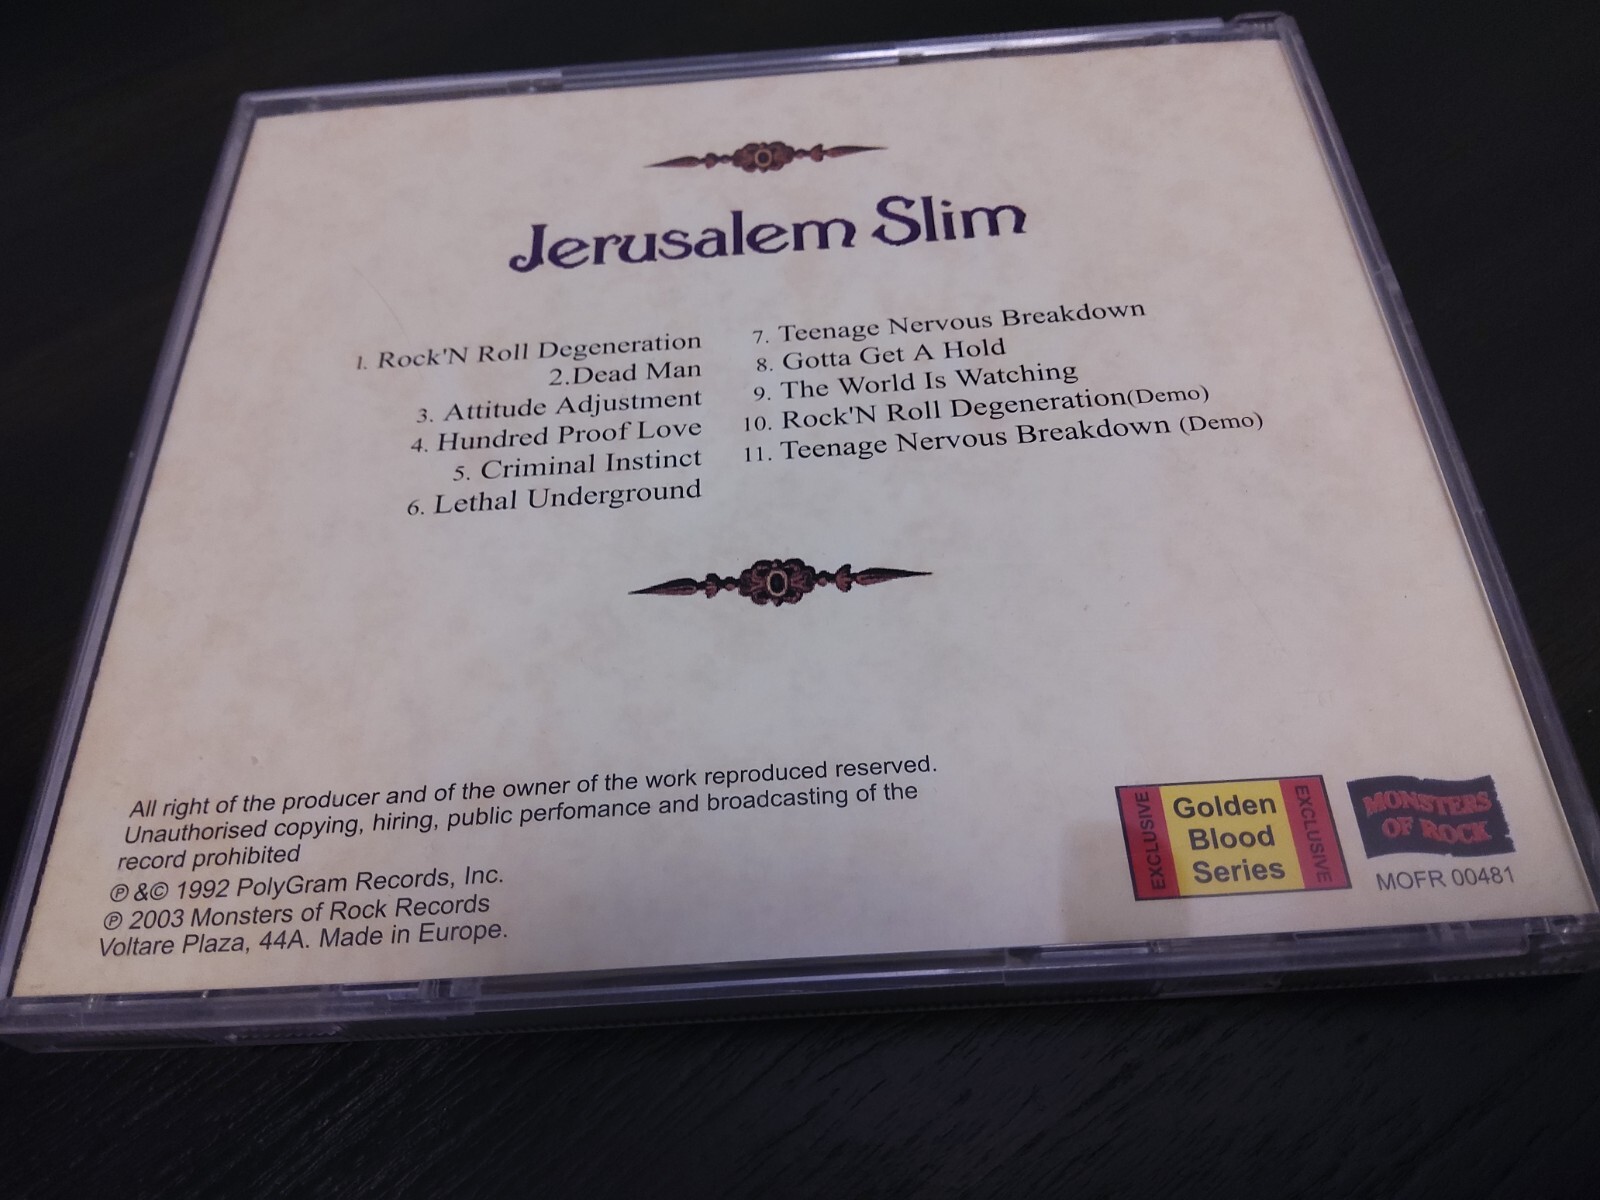 Jerusalem Slim
1. Rock'N Roll Degeneration
2.Dead Man
3. Attitude Adjustment
4. Hundred Proof Love
5. Criminal Instinct
6. Lethal Underground
7. Teenage Nervous Breakdown
8. Gotta Get A Hold
9. The World Is Watching
10. Rock'N Roll Degeneration(Demo)
11. Teenage Nervous Breakdown (Demo)
All right of the producer and of the owner of the work reproduced reserved.
Unauthorised copying, hiring, public perfomance and broadcasting of the
record prohibited
℗ &© 1992 PolyGram Records, Inc.
℗ 2003 Monsters of Rock Records
Voltare Plaza, 44A. Made in Europe.
EXCLUSIVE
Golden
Blood
Series
EXCLUSIVE
MONSTERS
OF ROCK
MOFR 00481